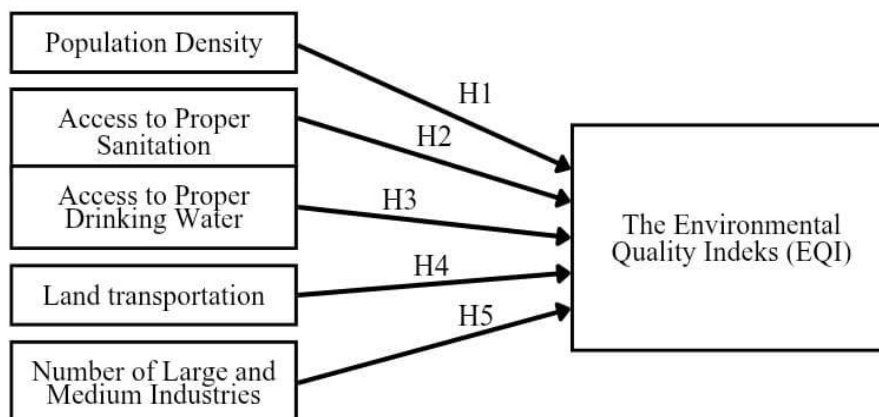 Population Density
H1
Access to Proper
Sanitation
H2
Access to Proper
Drinking Water
H3
The Environmental
Quality Indeks (EQI)
Land transportation
H4
H5
Number of Large and
Medium Industries